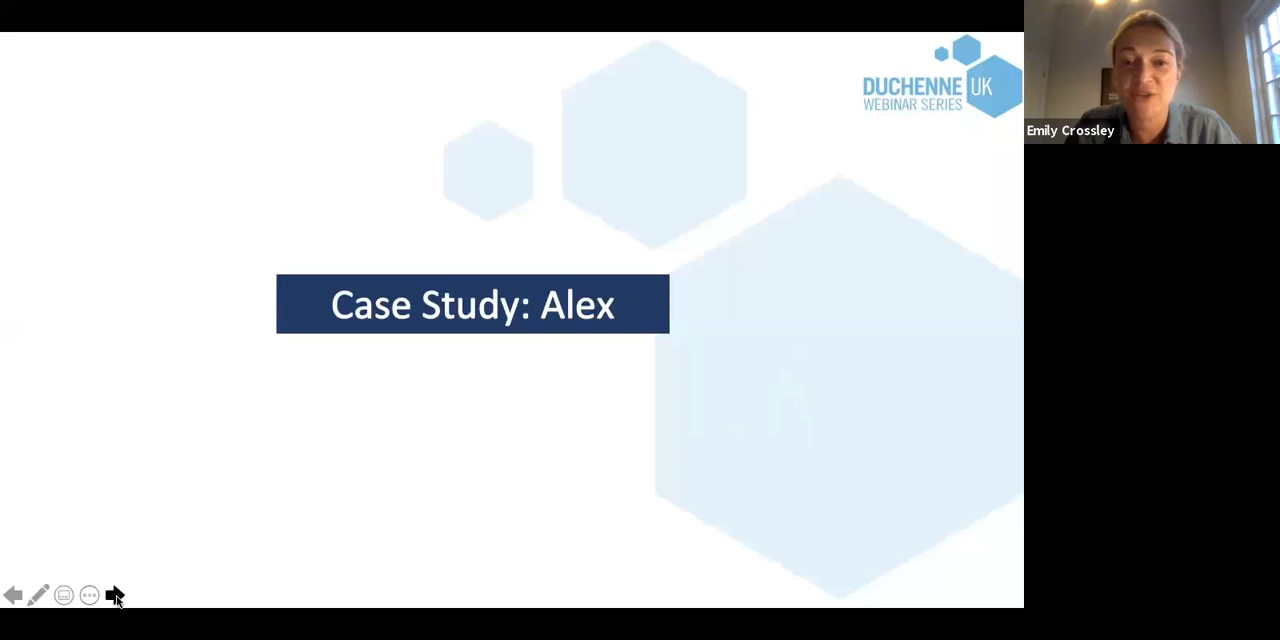 DUCHENNE UK
WEBINAR SERIES
Emily Crossley
Case Study: Alex